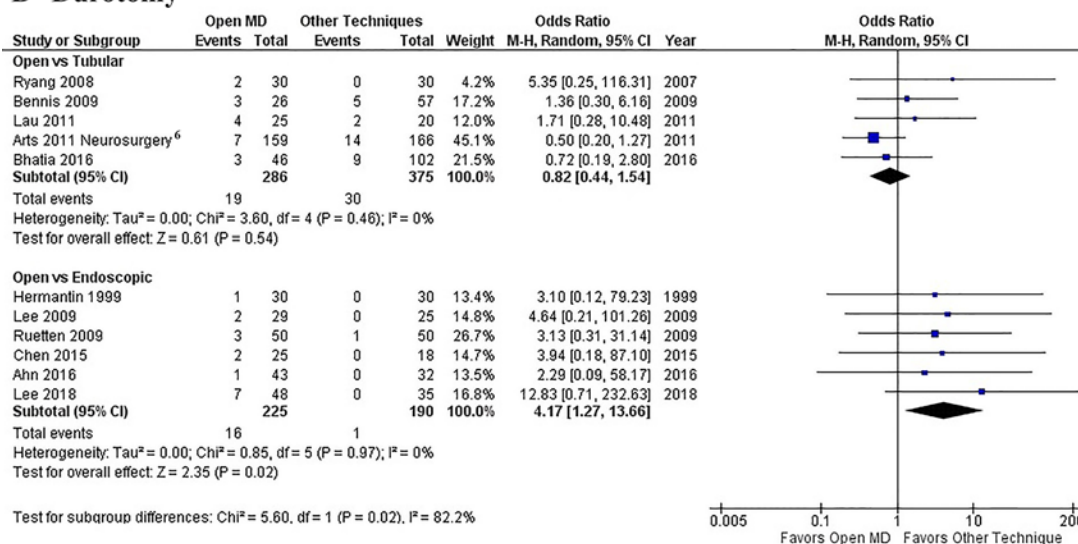 D Durotomy
Open MD Other Techniques Odds Ratio Odds Ratio
Study or Subgroup Events Total Events Total Weight M-H, Random, 95% CI Year M-H, Random, 95% CI
Open vs Tubular
Ryang 2008 2 30 0 30 4.2% 5.35 [0.25, 116.31] 2007
Bennis 2009 3 26 5 57 17.2% 1.36 [0.30, 6.16] 2009
Lau 2011 4 25 2 20 12.0% 1.71 [0.28, 10.48] 2011
Arts 2011 Neurosurgery⁶ 7 159 14 166 45.1% 0.50 [0.20, 1.27] 2011
Bhatia 2016 3 46 9 102 21.5% 0.72 [0.19, 2.80] 2016
Subtotal (95% CI) 286 375 100.0% 0.82 [0.44, 1.54]
Total events 19 30
Heterogeneity: Tau² = 0.00; Chi² = 3.60, df = 4 (P = 0.46); I² = 0%
Test for overall effect: Z = 0.61 (P = 0.54)
Open vs Endoscopic
Hermantin 1999 1 30 0 30 13.4% 3.10 [0.12, 79.23] 1999
Lee 2009 2 29 0 25 14.8% 4.64 [0.21, 101.26] 2009
Ruetten 2009 3 50 1 50 26.7% 3.13 [0.31, 31.14] 2009
Chen 2015 2 25 0 18 14.7% 3.94 [0.18, 87.10] 2015
Ahn 2016 1 43 0 32 13.5% 2.29 [0.09, 58.17] 2016
Lee 2018 7 48 0 35 16.8% 12.83 [0.71, 232.63] 2018
Subtotal (95% CI) 225 190 100.0% 4.17 [1.27, 13.66]
Total events 16 1
Heterogeneity: Tau² = 0.00; Chi² = 0.85, df = 5 (P = 0.97); I² = 0%
Test for overall effect: Z = 2.35 (P = 0.02)
Test for subgroup differences: Chi² = 5.60, df = 1 (P = 0.02), I² = 82.2%
0.005 0.1 1 10 200
Favors Open MD Favors Other Technique